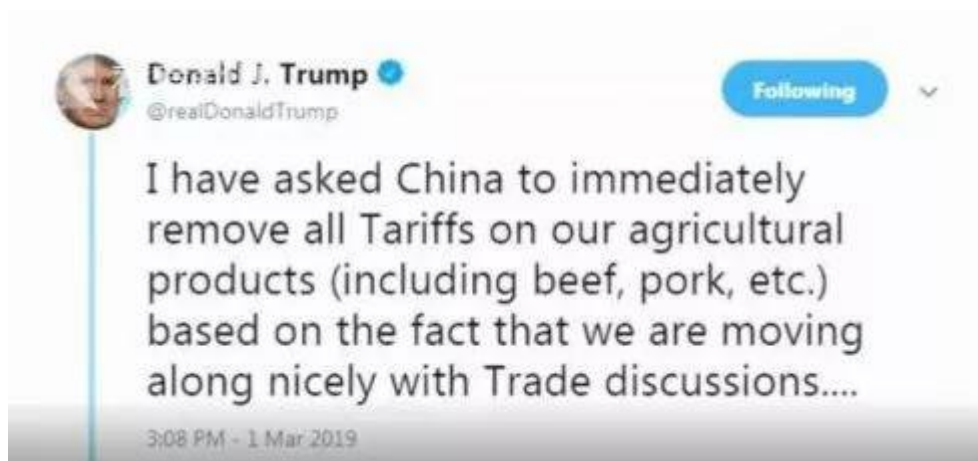 Donald J. Trump
@realDonaldTrump
Following
I have asked China to immediately
remove all Tariffs on our agricultural
products (including beef, pork, etc.)
based on the fact that we are moving
along nicely with Trade discussions....
3:08 PM - 1 Mar 2019